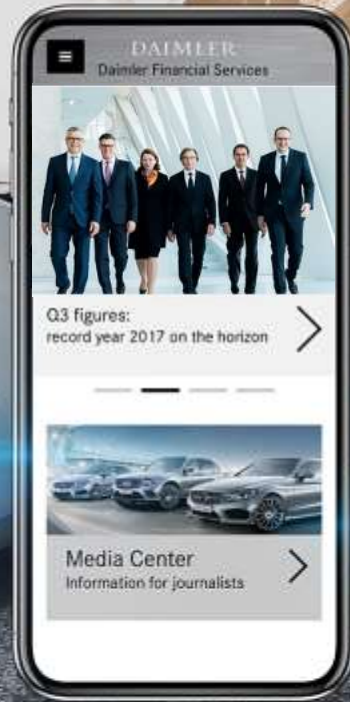 DAIMLER
Daimler Financial Services
Q3 figures:
record year 2017 on the horizon
Media Center
Information for journalists